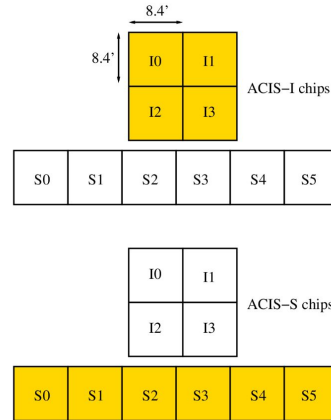 8.4’
8.4’
I0 I1
I2 I3
ACIS–I chips
S0 S1 S2 S3 S4 S5
I0 I1
I2 I3
ACIS–S chips
S0 S1 S2 S3 S4 S5